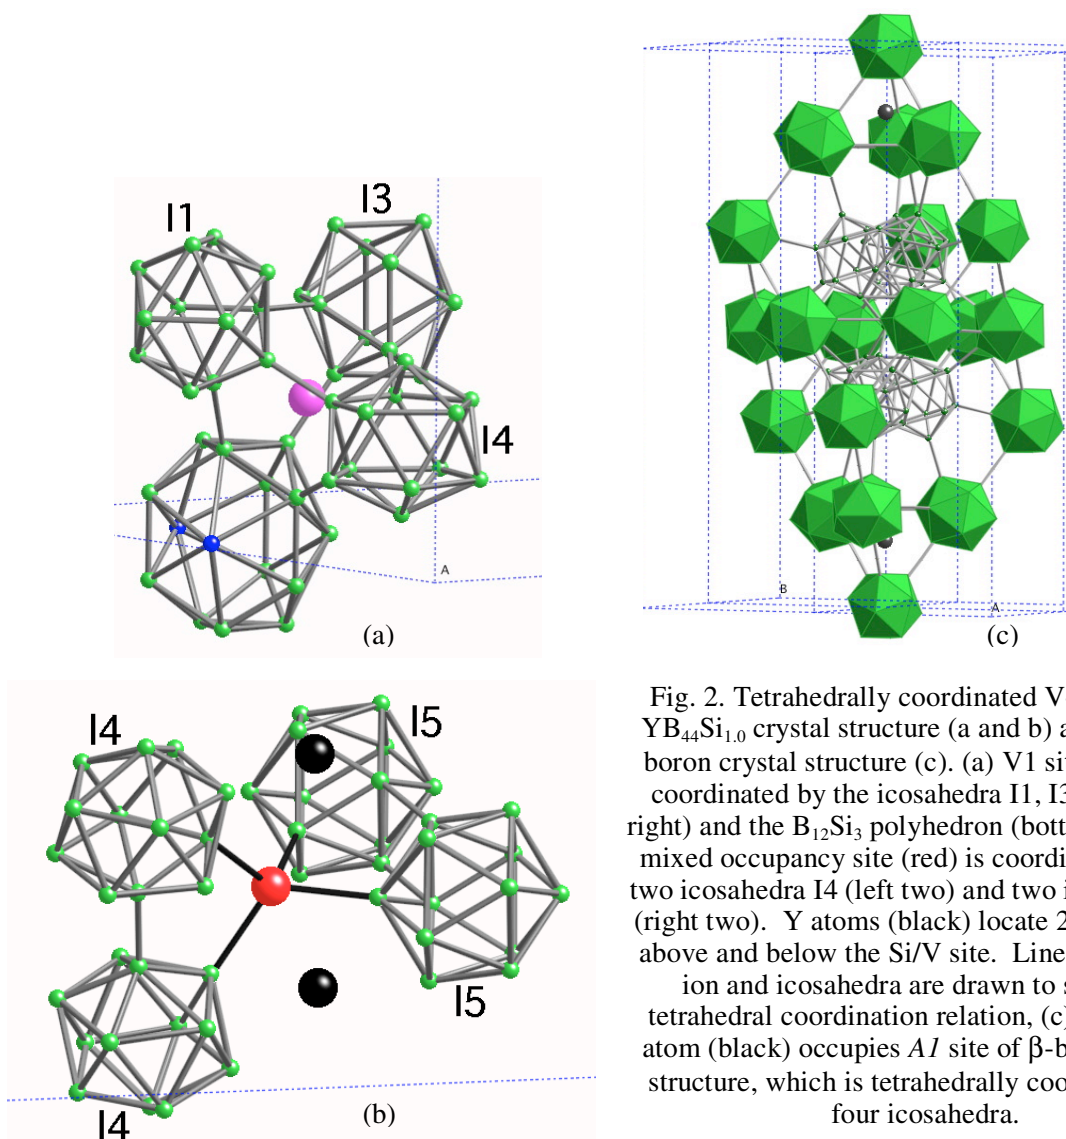 I1
I3
I4
A
(a)
B
A
(c)
I4
I5
I5
I4
(b)
Fig. 2. Tetrahedrally coordinated V
YB44Si1.0 crystal structure (a and b) a
boron crystal structure (c). (a) V1 sit
coordinated by the icosahedra I1, I3
right) and the B12Si3 polyhedron (bott
mixed occupancy site (red) is coordi
two icosahedra I4 (left two) and two i
(right two). Y atoms (black) locate 2
above and below the Si/V site. Line
ion and icosahedra are drawn to s
tetrahedral coordination relation, (c)
atom (black) occupies A1 site of β-b
structure, which is tetrahedrally coo
four icosahedra.